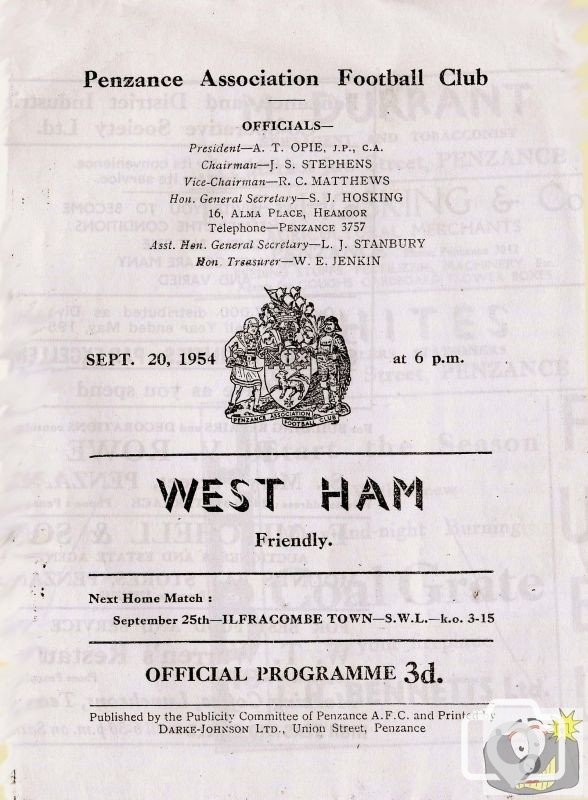 Penzance Association Football Club
OFFICIALS—
President—A. T. OPIE, J.P., C.A.
Chairman—J. S. STEPHENS
Vice-Chairman—R. C. MATTHEWS
Hon. General Secretary—S. J. HOSKING
16, ALMA PLACE, HEAMOOR
Telephone—PENZANCE 3757
Asst. Hon. General Secretary—L. J. STANBURY
Hon. Treasurer—W. E. JENKIN
SEPT. 20, 1954 at 6 p.m.
PENZANCE ASSOCIATION FOOTBALL CLUB
WEST HAM
Friendly.
Next Home Match :
September 25th—ILFRACOMBE TOWN—S.W.L.—k.o. 3-15
OFFICIAL PROGRAMME 3d.
Published by the Publicity Committee of Penzance A.F.C. and Printed by
DARKE-JOHNSON LTD., Union Street, Penzance